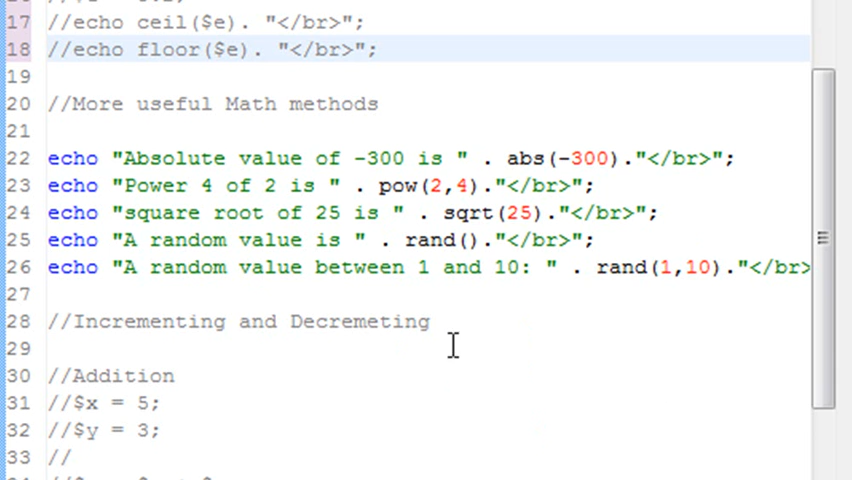 17 //echo ceil($e). "</br>";
18 //echo floor($e). "</br>";
19
20 //More useful Math methods
21
22 echo "Absolute value of -300 is " . abs(-300)."</br>";
23 echo "Power 4 of 2 is " . pow(2,4)."</br>";
24 echo "square root of 25 is " . sqrt(25)."</br>";
25 echo "A random value is " . rand()."</br>";
26 echo "A random value between 1 and 10: " . rand(1,10)."</br>
27
28 //Incrementing and Decremeting
29
30 //Addition
31 //$x = 5;
32 //$y = 3;
33 //